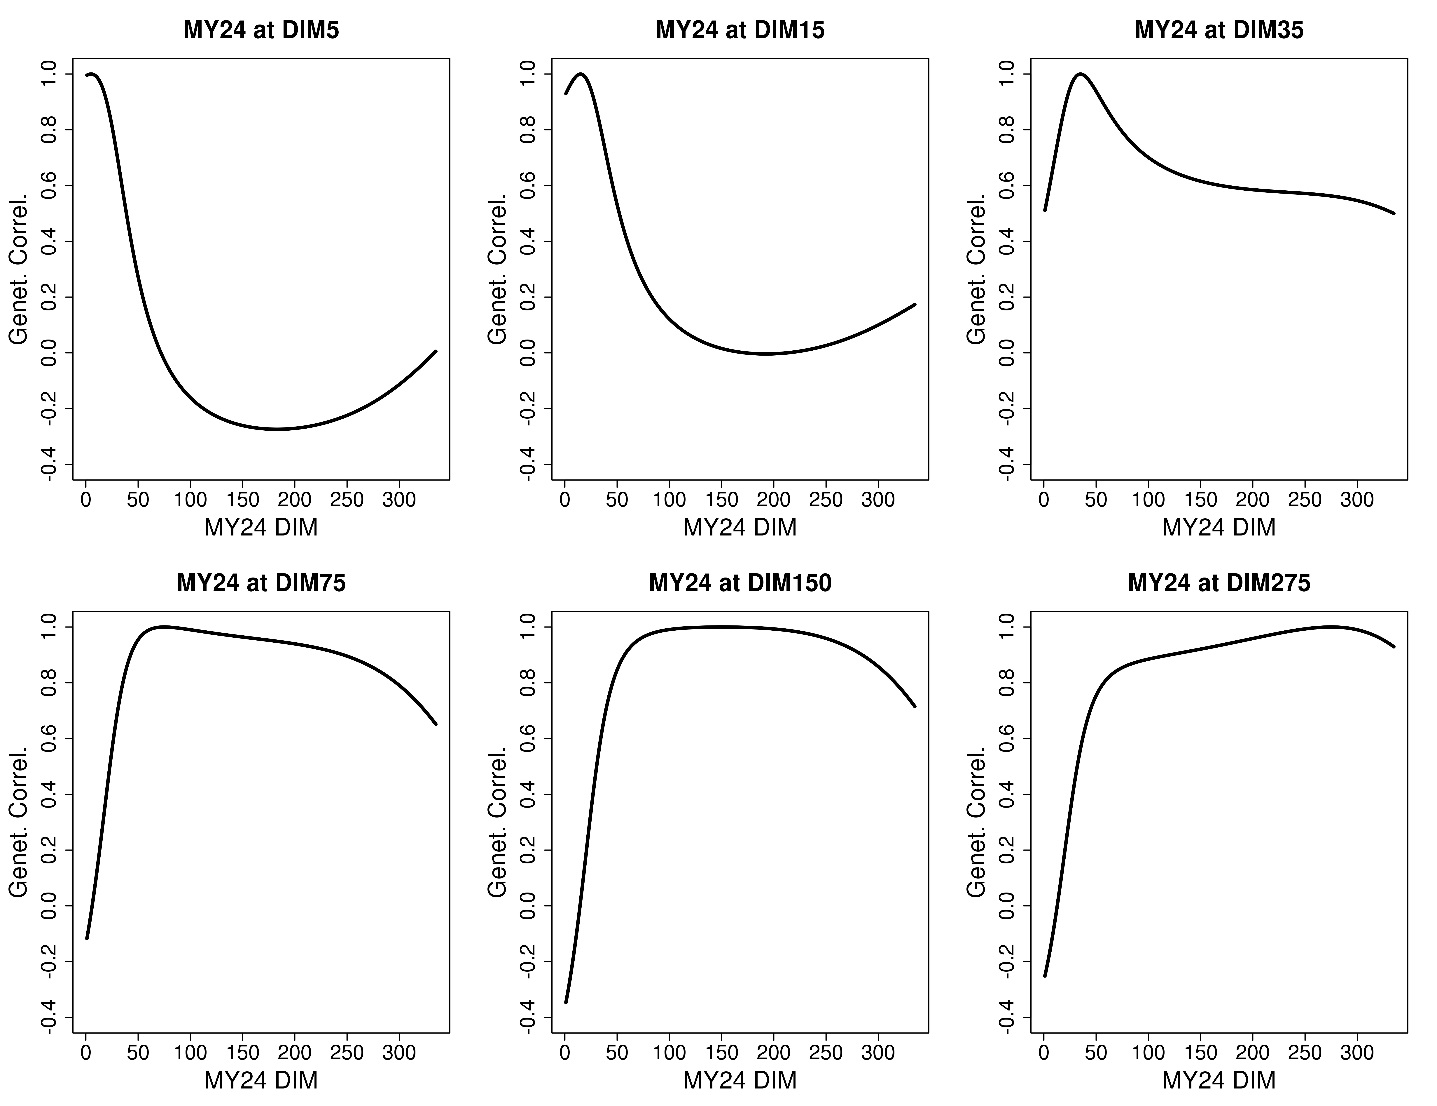 MY24 at DIM5
Genet. Correl.
1.0
0.8
0.6
0.4
0.2
0.0
-0.2
-0.4
0 50 100 150 200 250 300
MY24 DIM
MY24 at DIM15
Genet. Correl.
1.0
0.8
0.6
0.4
0.2
0.0
-0.2
-0.4
0 50 100 150 200 250 300
MY24 DIM
MY24 at DIM35
Genet. Correl.
1.0
0.8
0.6
0.4
0.2
0.0
-0.2
-0.4
0 50 100 150 200 250 300
MY24 DIM
MY24 at DIM75
Genet. Correl.
1.0
0.8
0.6
0.4
0.2
0.0
-0.2
-0.4
0 50 100 150 200 250 300
MY24 DIM
MY24 at DIM150
Genet. Correl.
1.0
0.8
0.6
0.4
0.2
0.0
-0.2
-0.4
0 50 100 150 200 250 300
MY24 DIM
MY24 at DIM275
Genet. Correl.
1.0
0.8
0.6
0.4
0.2
0.0
-0.2
-0.4
0 50 100 150 200 250 300
MY24 DIM